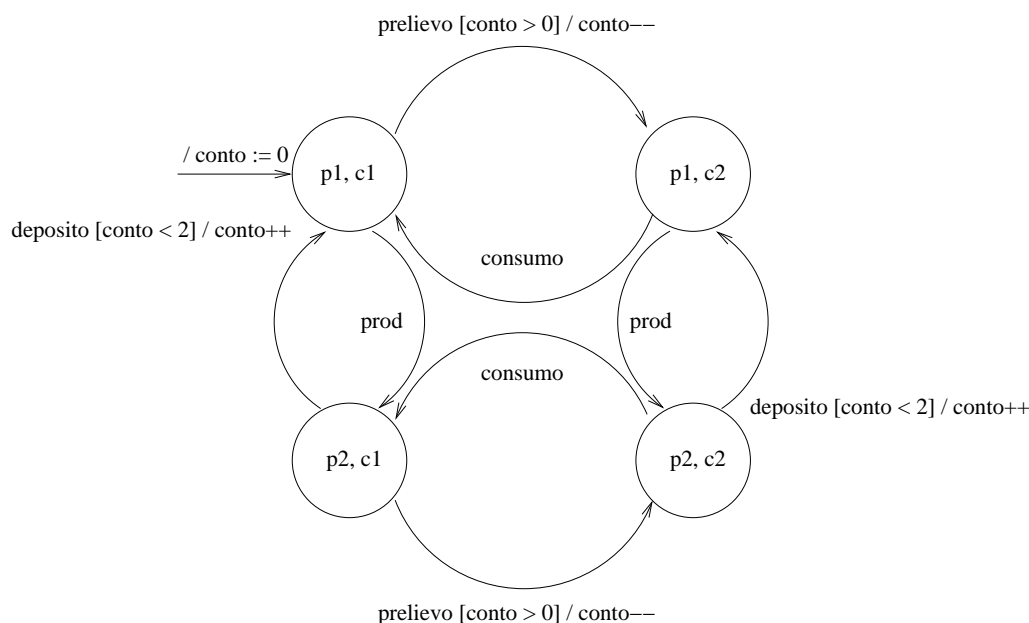 prelievo [conto > 0] / conto−−
/ conto := 0
p1, c1
p1, c2
deposito [conto < 2] / conto++
consumo
prod
prod
consumo
deposito [conto < 2] / conto++
p2, c1
p2, c2
prelievo [conto > 0] / conto−−